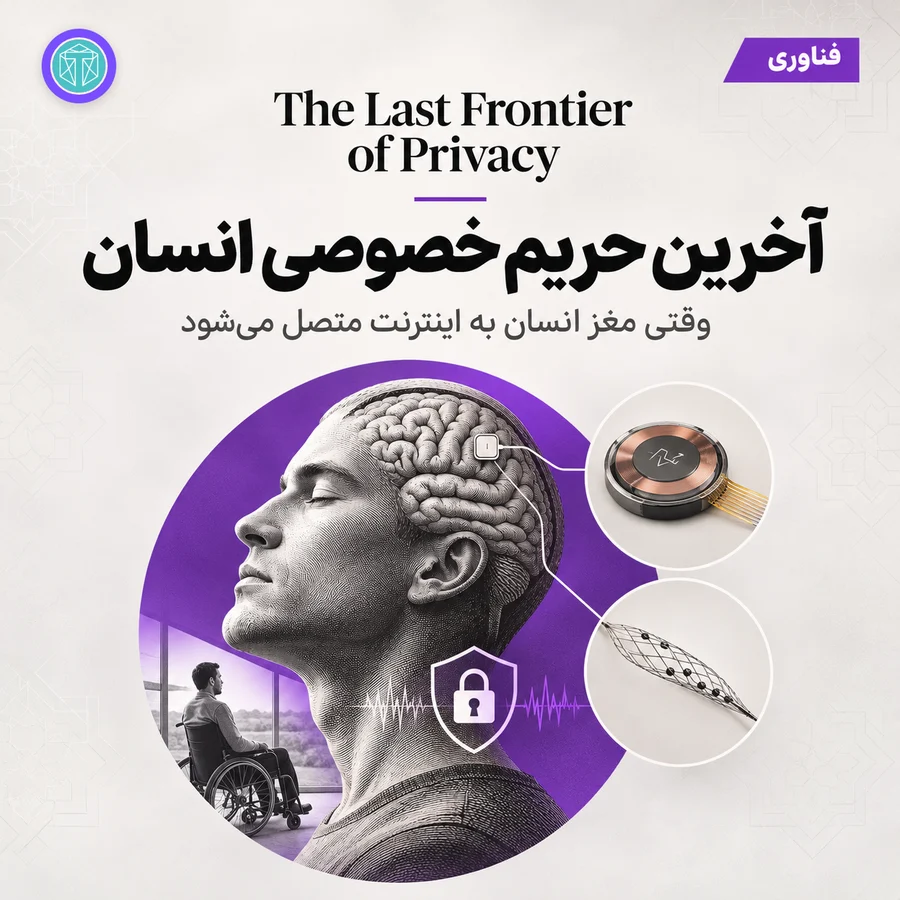 فناوری
The Last Frontier
of Privacy
آخرین حریم خصوصی انسان
وقتی مغز انسان به اینترنت متصل می‌شود